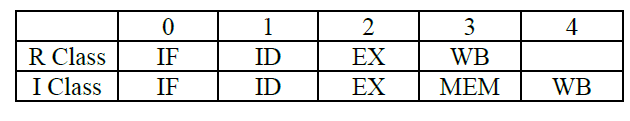 0 1 2 3 4
R Class IF ID EX WB
I Class IF ID EX MEM WB